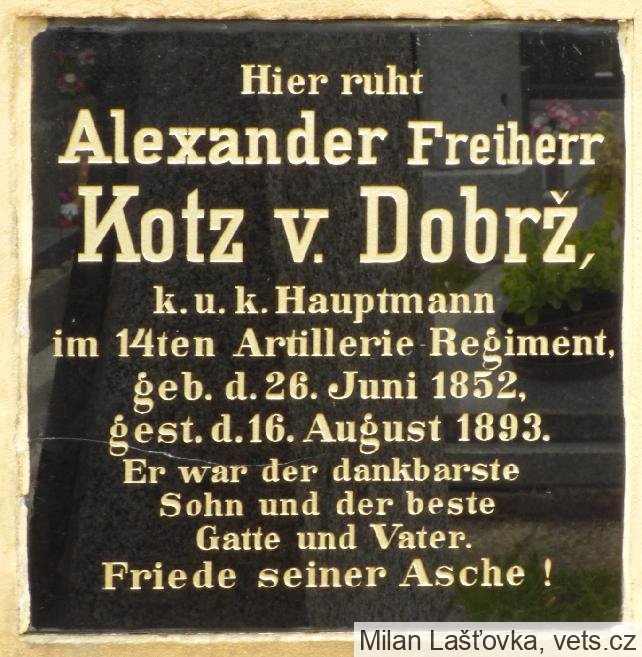 Hier ruht
Alexander Freiherr
Kotz v. Dobrž,
k. u. k. Hauptmann
im 14ten Artillerie-Regiment,
geb. d. 26. Juni 1852,
gest. d. 16. August 1893.
Er war der dankbarste
Sohn und der beste
Gatte und Vater.
Friede seiner Asche !
Milan Lašťovka, vets.cz